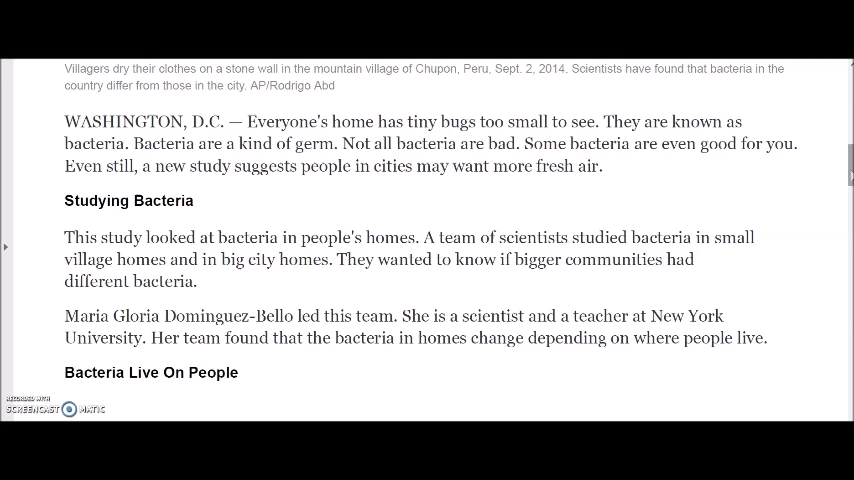 Villagers dry their clothes on a stone wall in the mountain village of Chupon, Peru, Sept. 2, 2014. Scientists have found that bacteria in the
country differ from those in the city. AP/Rodrigo Abd
WASHINGTON, D.C. — Everyone's home has tiny bugs too small to see. They are known as
bacteria. Bacteria are a kind of germ. Not all bacteria are bad. Some bacteria are even good for you.
Even still, a new study suggests people in cities may want more fresh air.
Studying Bacteria
This study looked at bacteria in people's homes. A team of scientists studied bacteria in small
village homes and in big city homes. They wanted to know if bigger communities had
different bacteria.
Maria Gloria Dominguez-Bello led this team. She is a scientist and a teacher at New York
University. Her team found that the bacteria in homes change depending on where people live.
Bacteria Live On People
RECORDED WITH
SCREENCAST MATIC